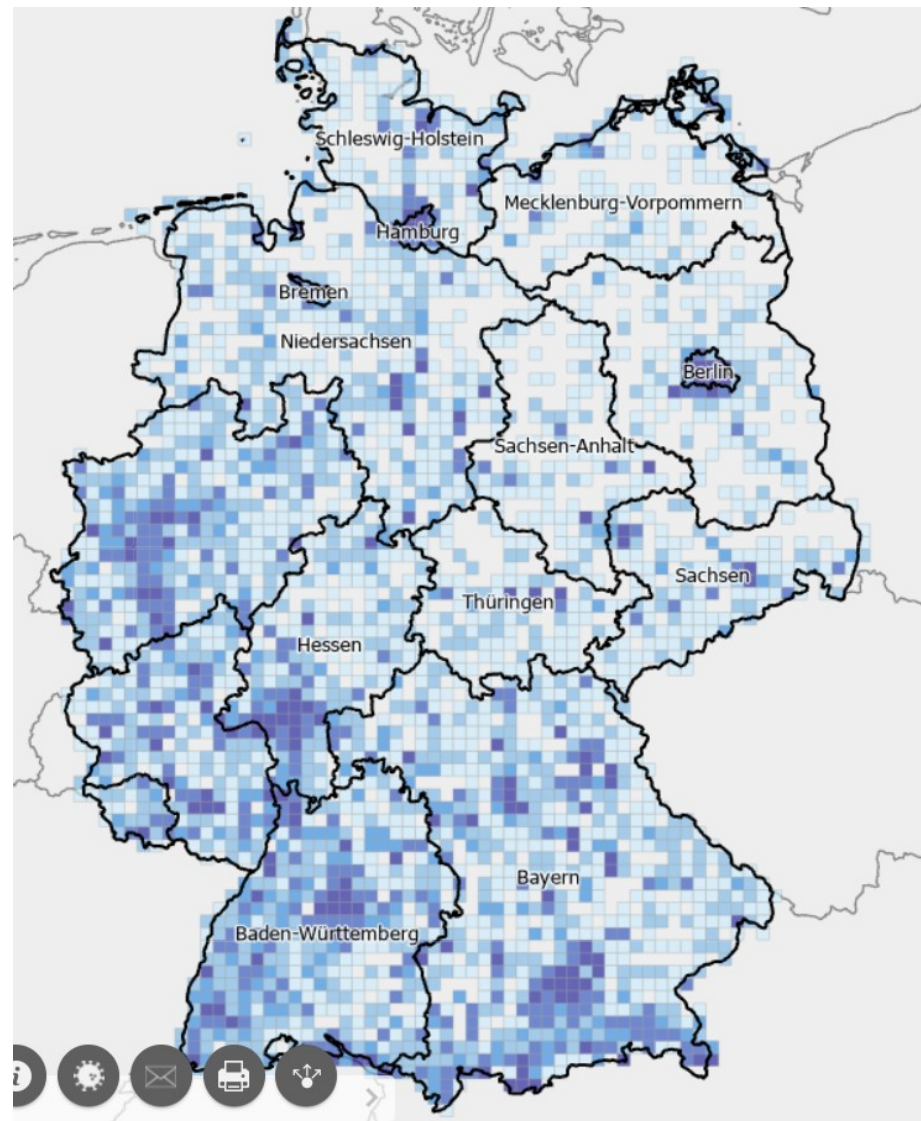 Schleswig-Holstein
Mecklenburg-Vorpommern
Hamburg
Bremen
Niedersachsen
Berlin
Sachsen-Anhalt
Sachsen
Thüringen
Hessen
Bayern
Baden-Württemberg
i